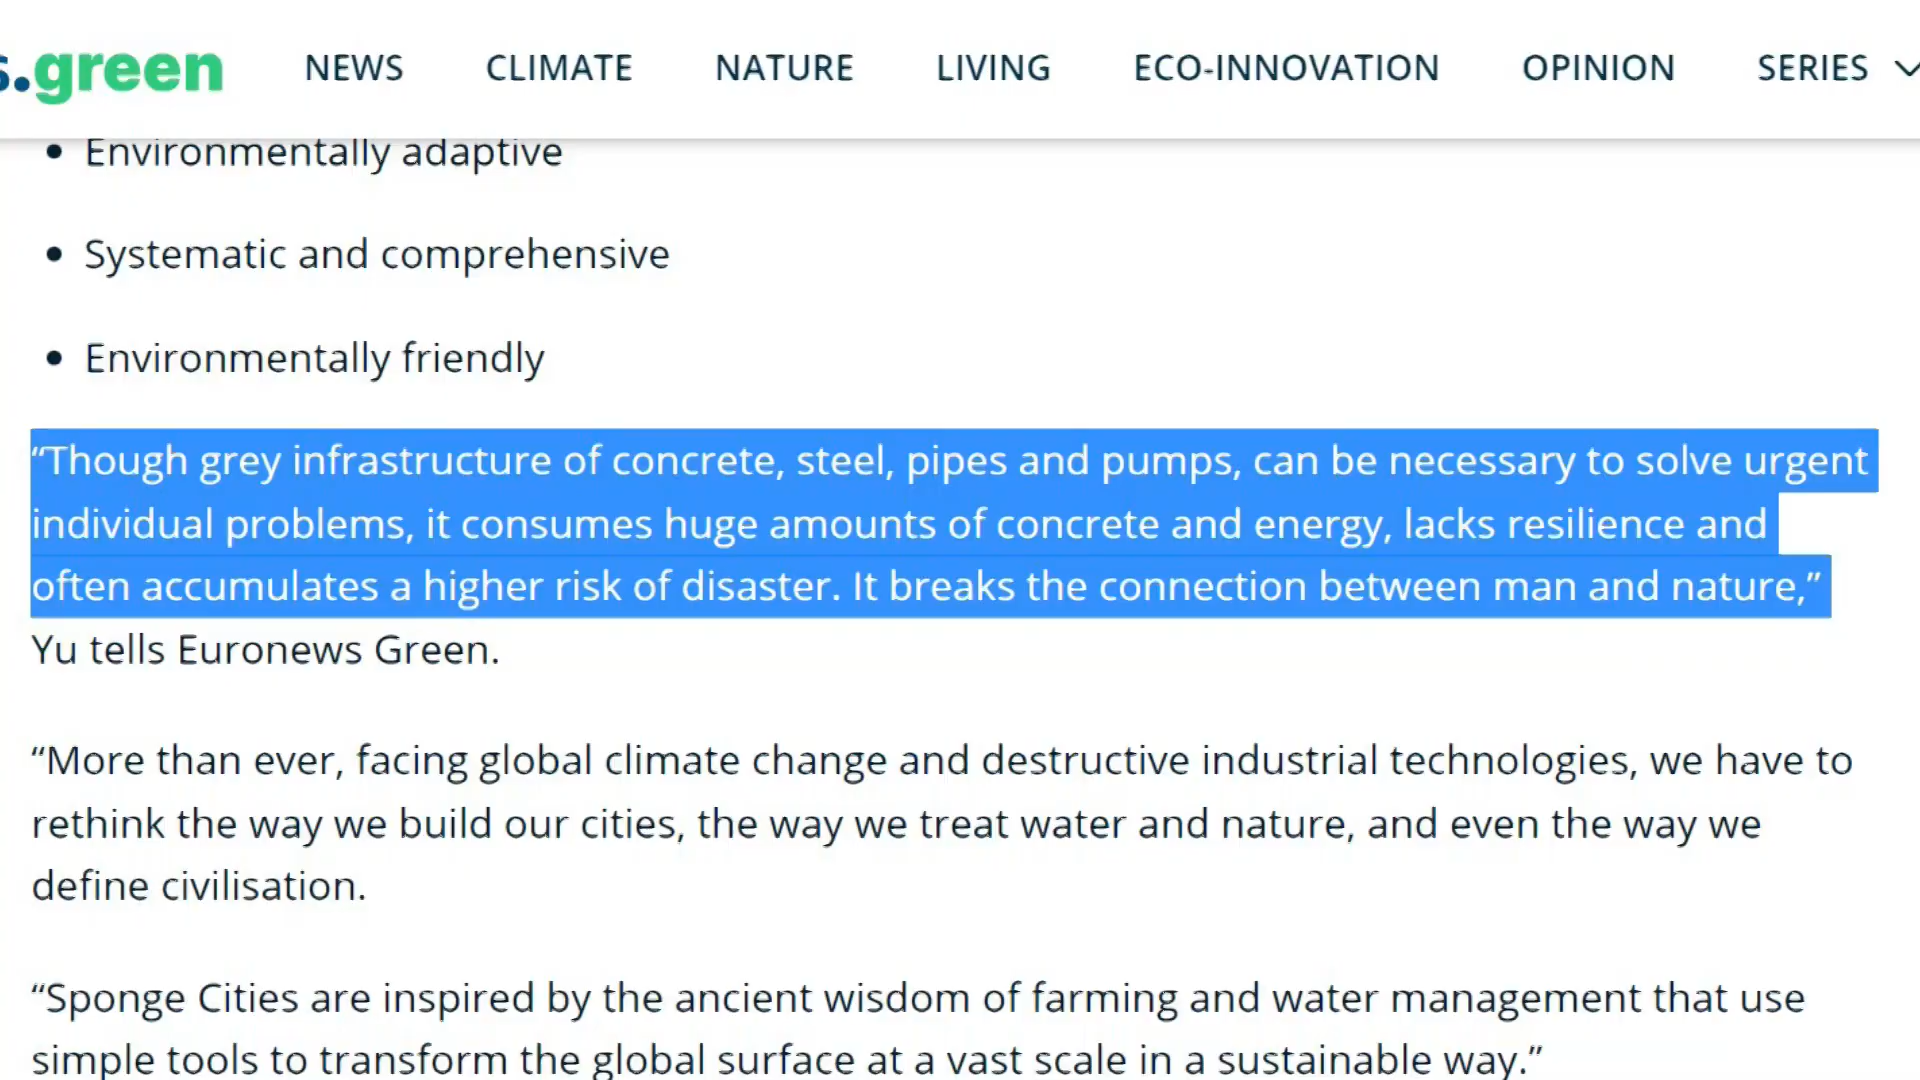 s.green NEWS CLIMATE NATURE LIVING ECO-INNOVATION OPINION SERIES
• Environmentally adaptive
• Systematic and comprehensive
• Environmentally friendly
“Though grey infrastructure of concrete, steel, pipes and pumps, can be necessary to solve urgent
individual problems, it consumes huge amounts of concrete and energy, lacks resilience and
often accumulates a higher risk of disaster. It breaks the connection between man and nature,”
Yu tells Euronews Green.
“More than ever, facing global climate change and destructive industrial technologies, we have to
rethink the way we build our cities, the way we treat water and nature, and even the way we
define civilisation.
“Sponge Cities are inspired by the ancient wisdom of farming and water management that use
simple tools to transform the global surface at a vast scale in a sustainable way.”